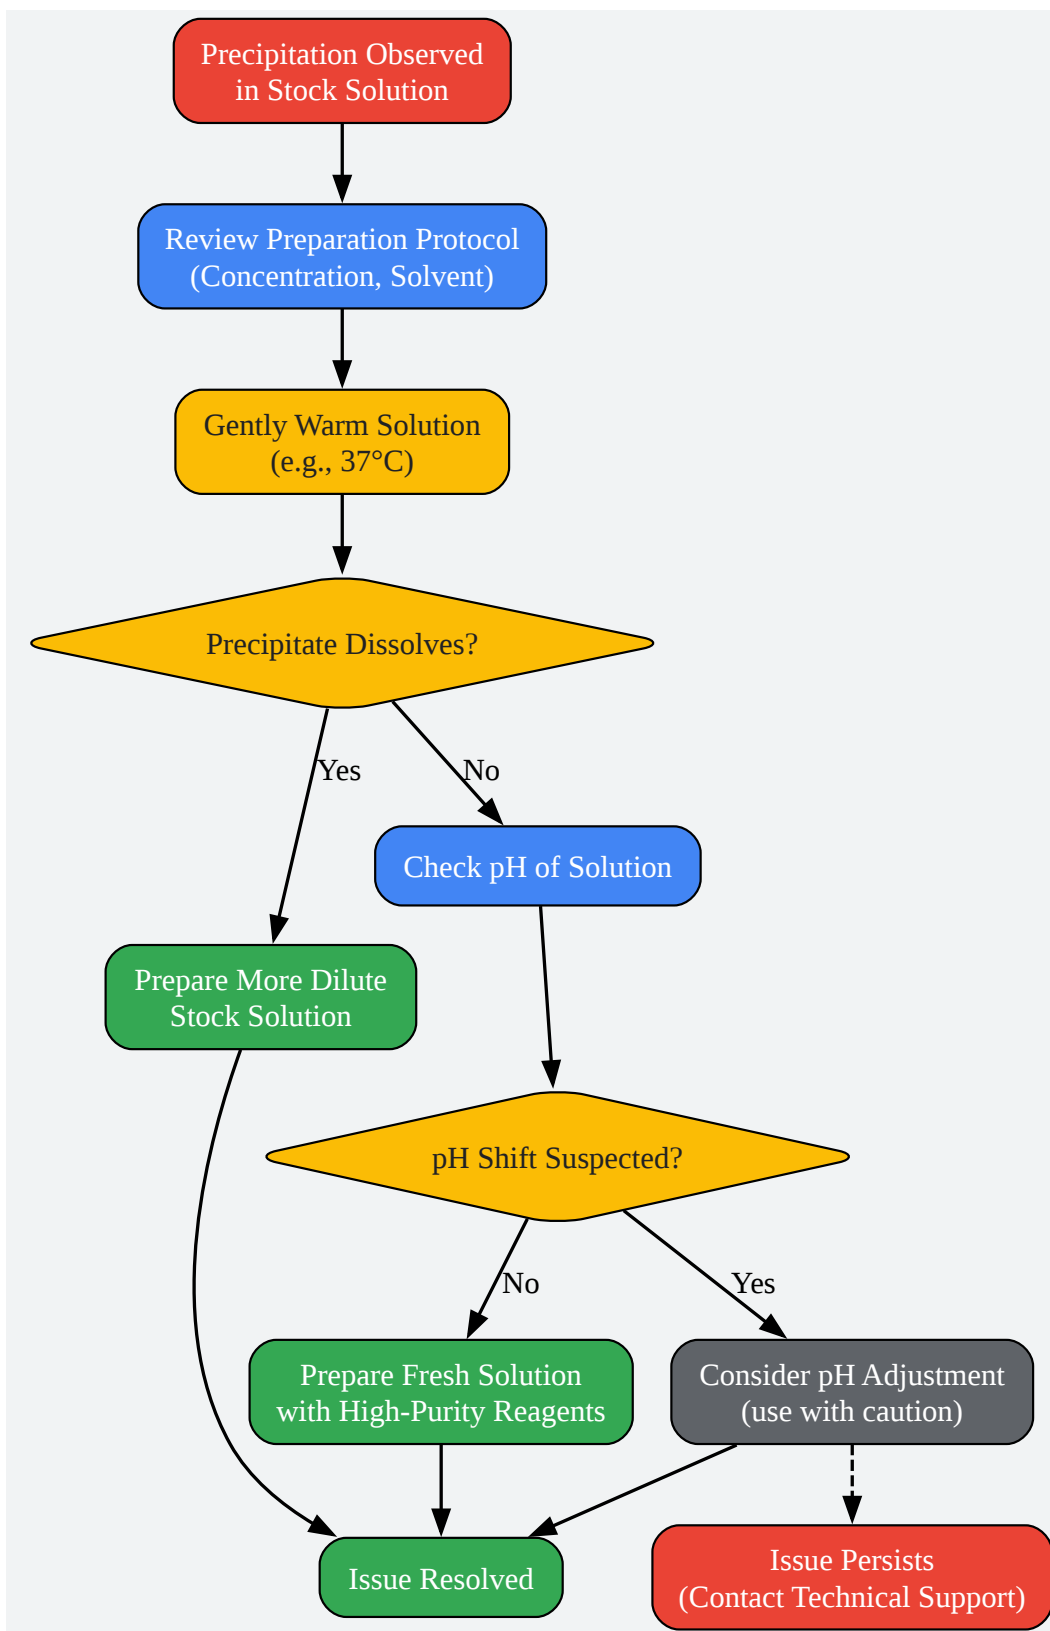 Precipitation Observed
in Stock Solution
Review Preparation Protocol
(Concentration, Solvent)
Gently Warm Solution
(e.g., 37°C)
Precipitate Dissolves?
Yes
No
Check pH of Solution
Prepare More Dilute
Stock Solution
pH Shift Suspected?
No
Yes
Prepare Fresh Solution
with High-Purity Reagents
Consider pH Adjustment
(use with caution)
Issue Resolved
Issue Persists
(Contact Technical Support)